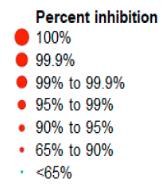 Percent inhibition
100%
99.9%
99% to 99.9%
95% to 99%
90% to 95%
65% to 90%
<65%